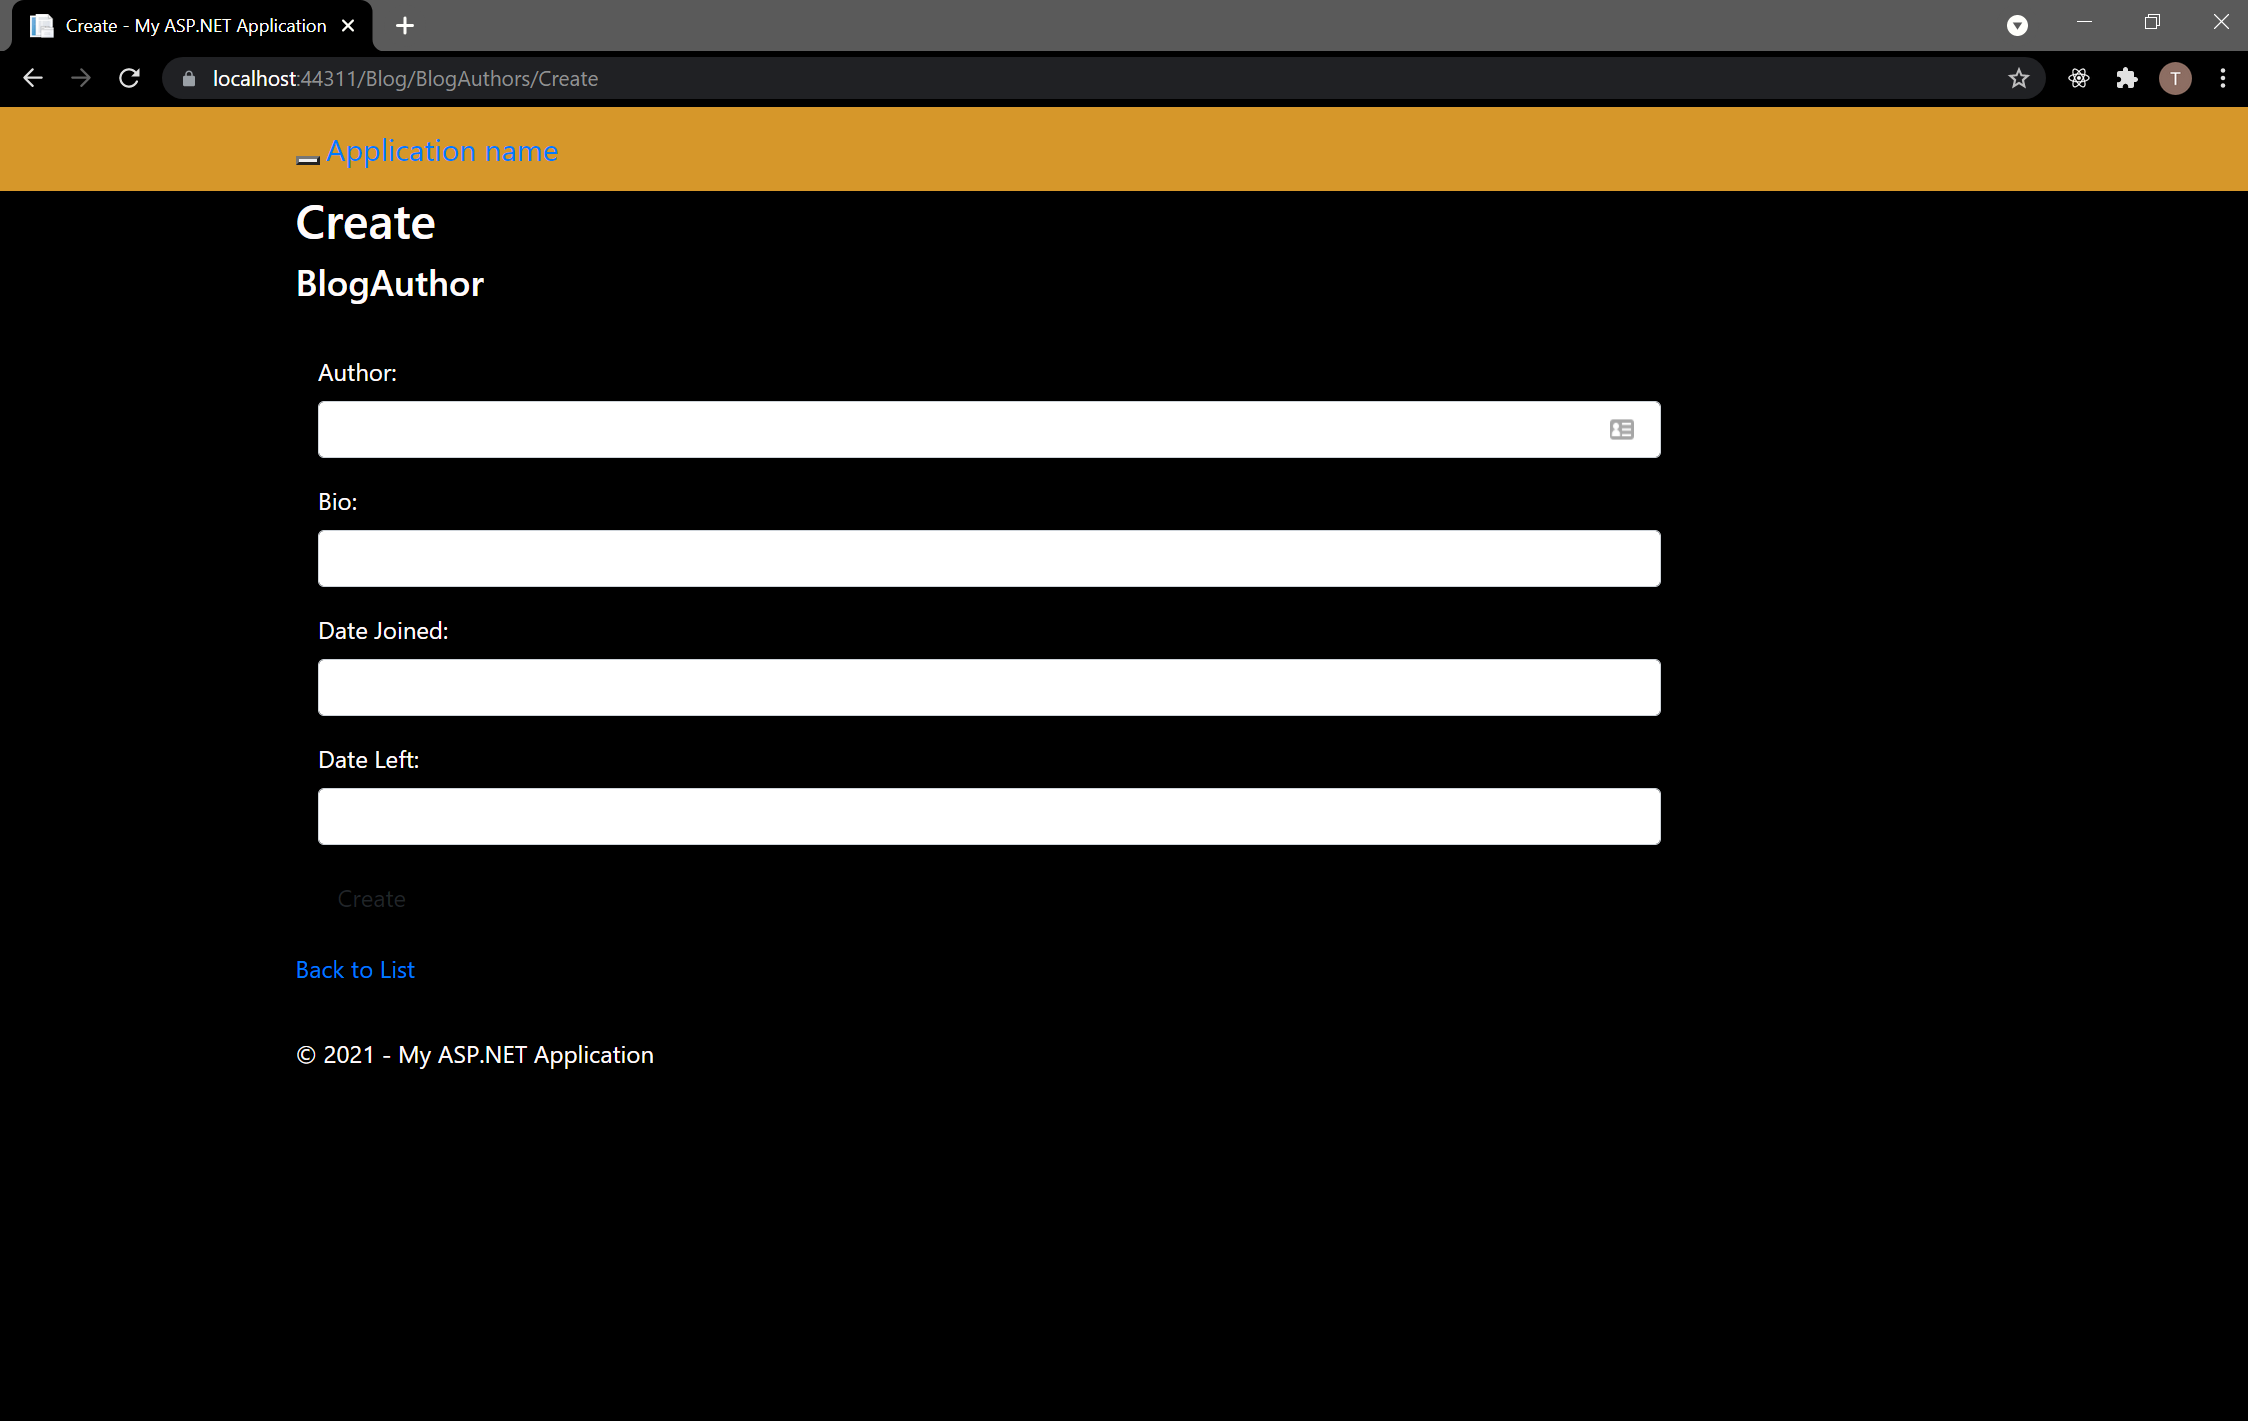 Create - My ASP.NET Application
localhost:44311/Blog/BlogAuthors/Create
T
Application name
Create
BlogAuthor
Author:
Bio:
Date Joined:
Date Left:
Create
Back to List
© 2021 - My ASP.NET Application